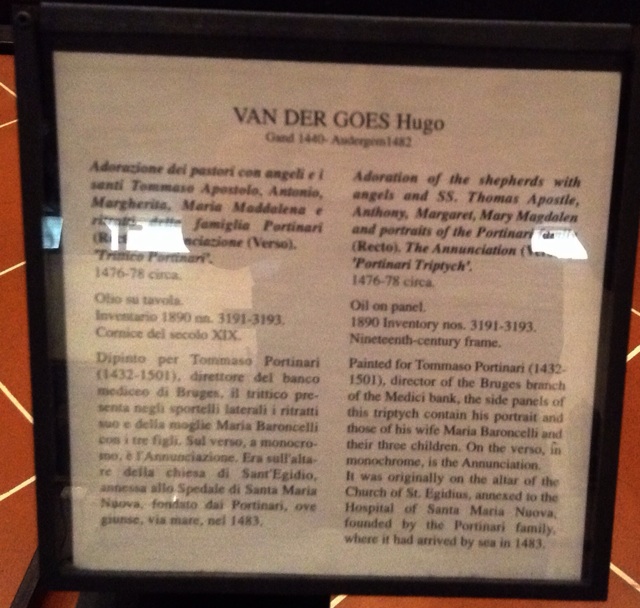 VAN DER GOES Hugo
Gand 1440- Audergem1482
Adorazione dei pastori con angeli e i
santi Tommaso Apostolo, Antonio,
Margherita, Maria Maddalena e
ritratti della famiglia Portinari
(Verso).
'Trittico Portinari'.
1476-78 circa.
Olio su tavola.
Inventario 1890 nn. 3191-3193.
Cornice del secolo XIX.
Dipinto per Tommaso Portinari
(1432-1501), direttore del banco
mediceo di Bruges, il trittico pre-
senta negli sportelli laterali i ritratti
suo e della moglie Maria Baroncelli
con i tre figli. Sul verso, a monocro-
mo, è l'Annunciazione. Era sull'alta-
re della chiesa di Sant'Egidio,
annessa allo Spedale di Santa Maria
Nuova, fondato dai Portinari, ove
giunse, via mare, nel 1483.
Adoration of the shepherds with
angels and SS. Thomas Apostle,
Anthony, Margaret, Mary Magdalen
and portraits of the Portinari
(Recto). The Annunciation
'Portinari Triptych'.
1476-78 circa.
Oil on panel.
1890 Inventory nos. 3191-3193.
Nineteenth-century frame.
Painted for Tommaso Portinari (1432-
1501), director of the Bruges branch
of the Medici bank, the side panels of
this triptych contain his portrait and
those of his wife Maria Baroncelli and
their three children. On the verso, in
monochrome, is the Annunciation.
It was originally on the altar of the
Church of St. Egidius, annexed to the
Hospital of Santa Maria Nuova,
founded by the Portinari family,
where it had arrived by sea in 1483.